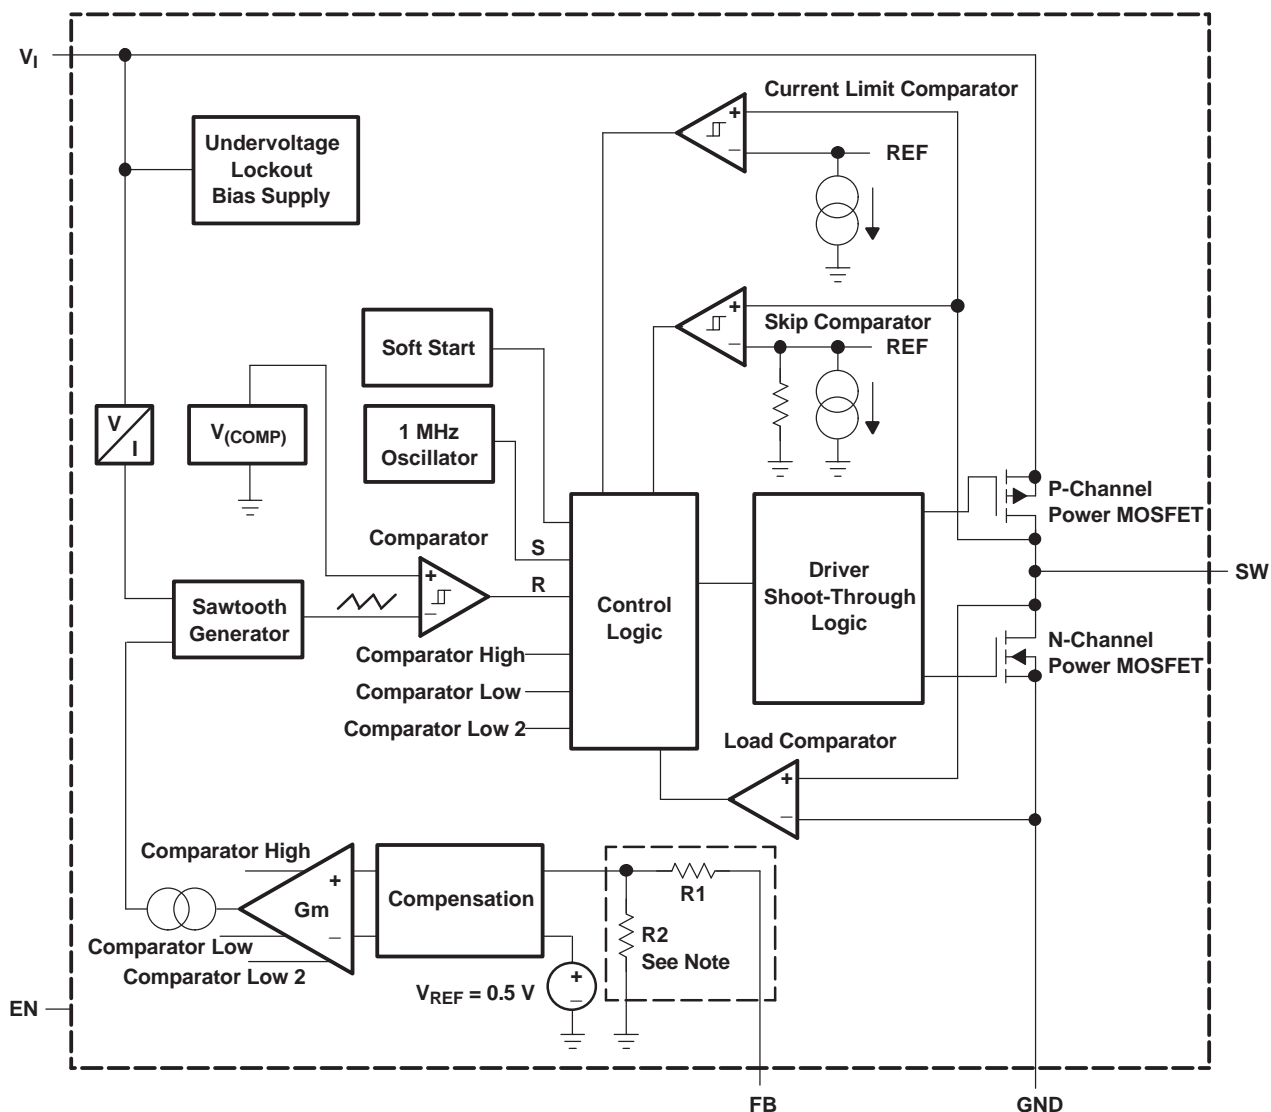 V_I
Current Limit Comparator
+
–
REF
Undervoltage
Lockout
Bias Supply
+
–
Skip Comparator
REF
Soft Start
V
I
V_(COMP)
1 MHz
Oscillator
P-Channel
Power MOSFET
Comparator
+
–
S
R
Control
Logic
Driver
Shoot-Through
Logic
SW
Sawtooth
Generator
N-Channel
Power MOSFET
Comparator High
Comparator Low
Comparator Low 2
Load Comparator
+
–
Comparator High
+
Gm
–
Compensation
R1
R2
See Note
Comparator Low
Comparator Low 2
V_REF = 0.5 V
+
–
EN
FB
GND